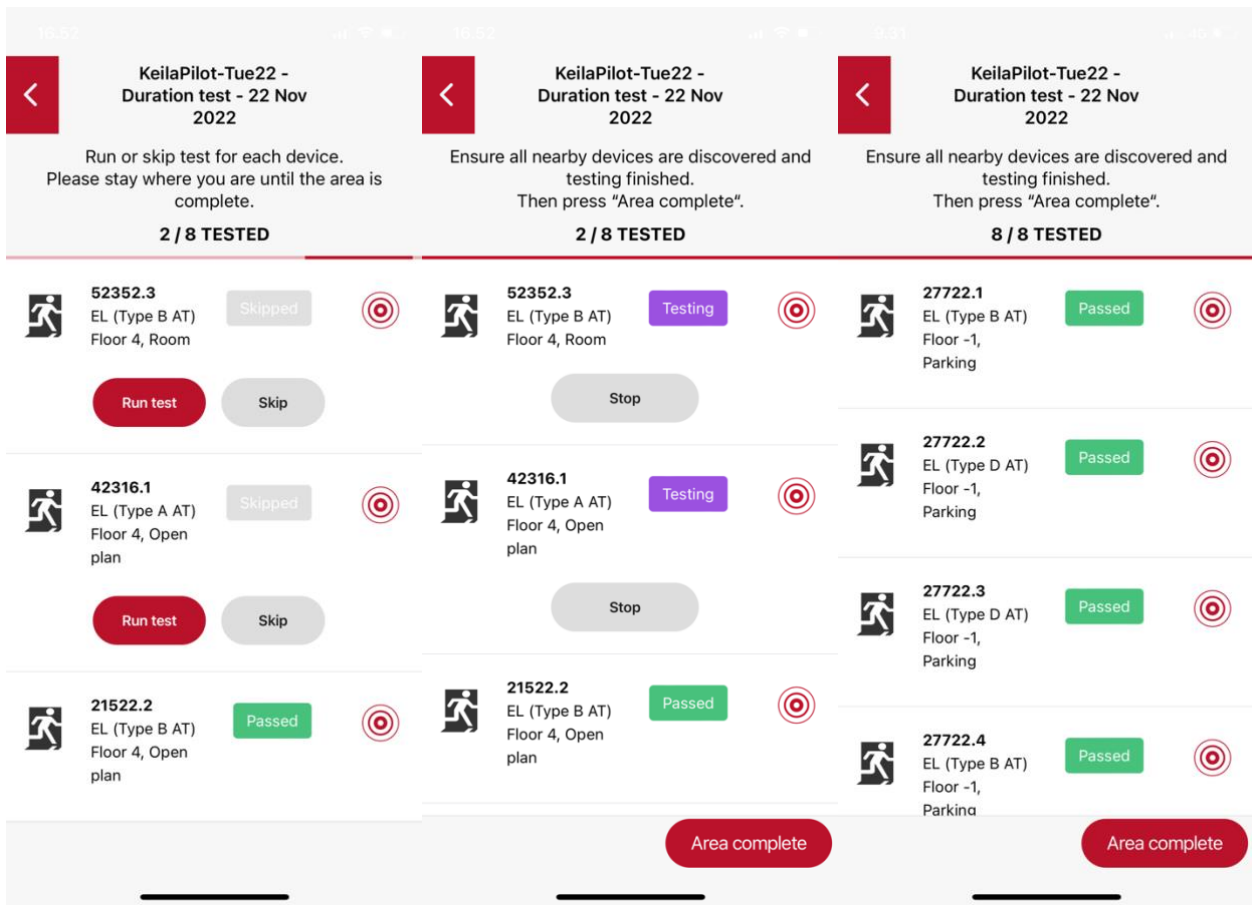 16.52
KeilaPilot-Tue22 -
Duration test - 22 Nov
2022
Run or skip test for each device.
Please stay where you are until the area is
complete.
2 / 8 TESTED
52352.3
EL (Type B AT)
Floor 4, Room
Skipped
Run test
Skip
42316.1
EL (Type A AT)
Floor 4, Open
plan
Skipped
Run test
Skip
21522.2
EL (Type B AT)
Floor 4, Open
plan
Passed
16.52
KeilaPilot-Tue22 -
Duration test - 22 Nov
2022
Ensure all nearby devices are discovered and
testing finished.
Then press “Area complete“.
2 / 8 TESTED
52352.3
EL (Type B AT)
Floor 4, Room
Testing
Stop
42316.1
EL (Type A AT)
Floor 4, Open
plan
Testing
Stop
21522.2
EL (Type B AT)
Floor 4, Open
plan
Passed
Area complete
9.31
KeilaPilot-Tue22 -
Duration test - 22 Nov
2022
Ensure all nearby devices are discovered and
testing finished.
Then press “Area complete“.
8 / 8 TESTED
27722.1
EL (Type B AT)
Floor -1,
Parking
Passed
27722.2
EL (Type D AT)
Floor -1,
Parking
Passed
27722.3
EL (Type D AT)
Floor -1,
Parking
Passed
27722.4
EL (Type B AT)
Floor -1,
Parking
Passed
Area complete